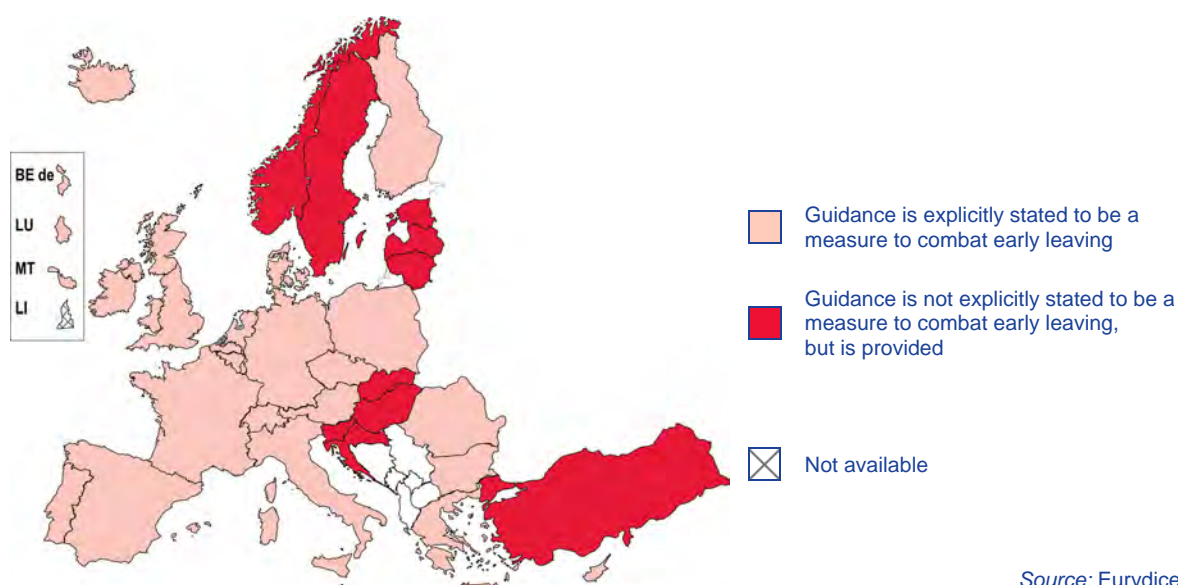 BE de
LU
MT
LI
Guidance is explicitly stated to be a
measure to combat early leaving
Guidance is not explicitly stated to be a
measure to combat early leaving,
but is provided
Not available
Source: Eurydice